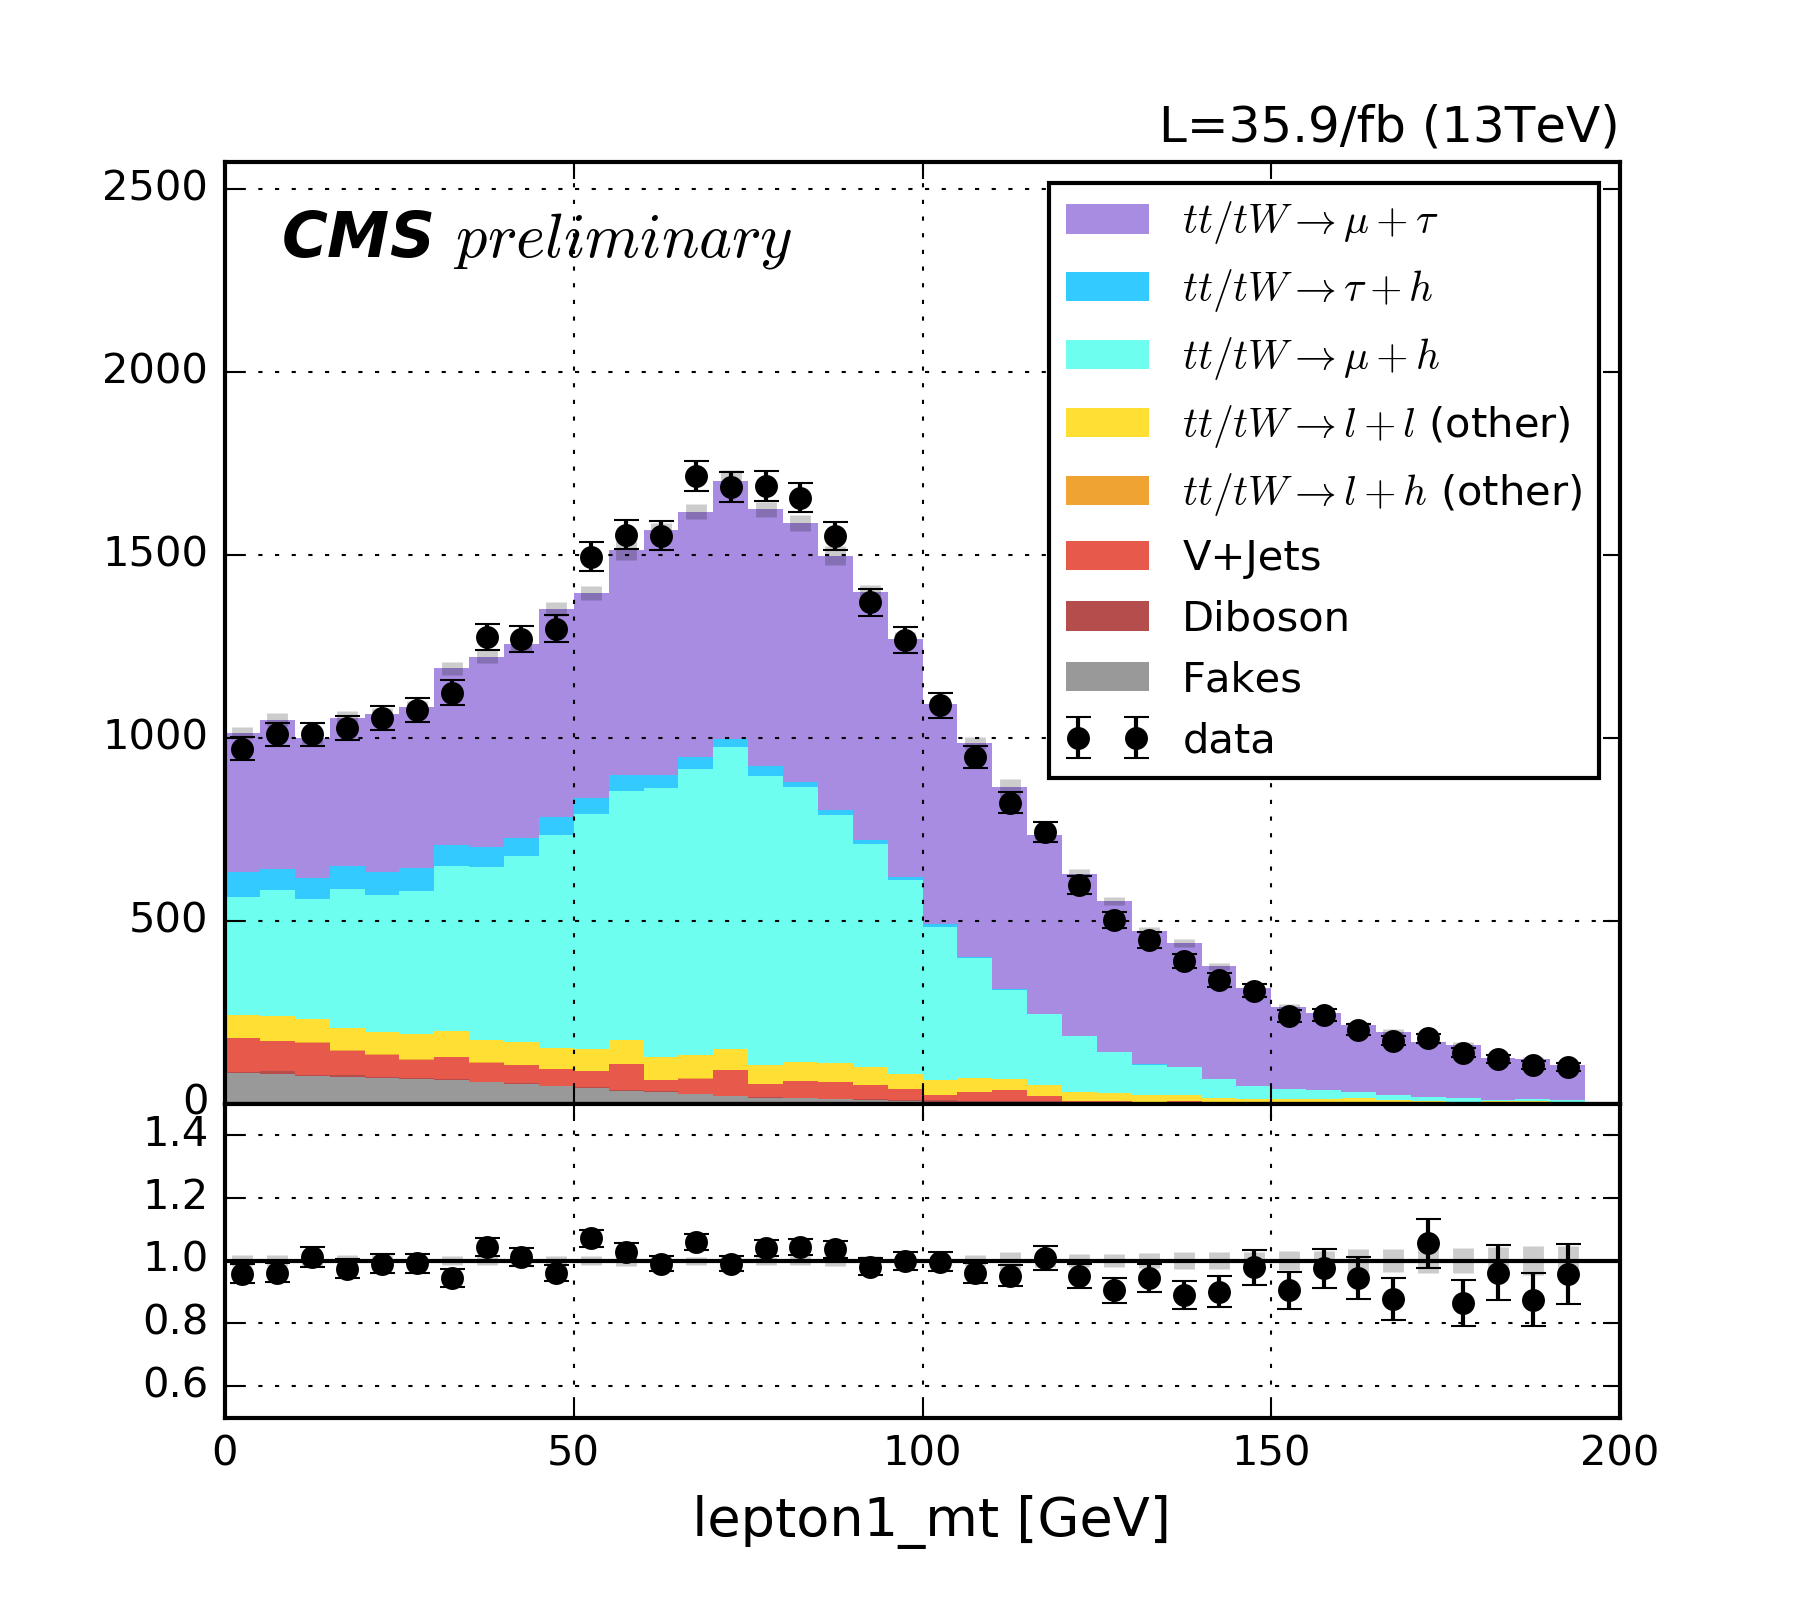 L=35.9/fb (13TeV)
2500
2000
1500
1000
500
0
CMS preliminary
tt/tW → μ + τ
tt/tW → τ + h
tt/tW → μ + h
tt/tW → l + l (other)
tt/tW → l + h (other)
V+Jets
Diboson
Fakes
data
1.4
1.2
1.0
0.8
0.6
0 50 100 150 200
lepton1_mt [GeV]